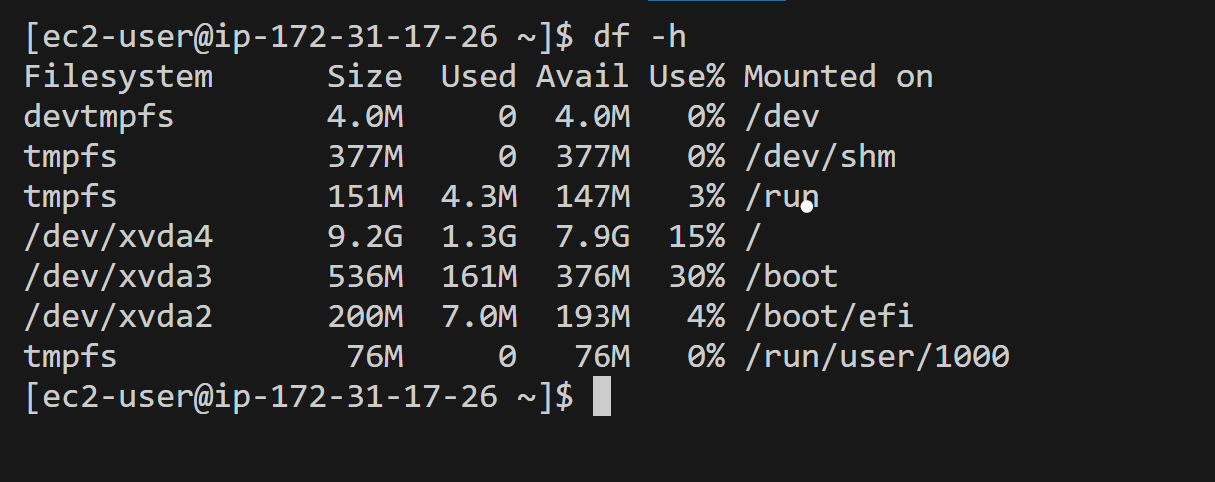 [ec2-user@ip-172-31-17-26 ~]$ df -h
Filesystem      Size  Used Avail Use% Mounted on
devtmpfs        4.0M     0  4.0M   0% /dev
tmpfs           377M     0  377M   0% /dev/shm
tmpfs           151M  4.3M  147M   3% /run
/dev/xvda4      9.2G  1.3G  7.9G  15% /
/dev/xvda3      536M  161M  376M  30% /boot
/dev/xvda2      200M  7.0M  193M   4% /boot/efi
tmpfs            76M     0   76M   0% /run/user/1000
[ec2-user@ip-172-31-17-26 ~]$